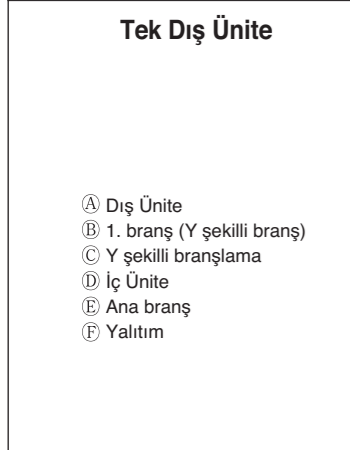 Tek Dış Ünite
Ⓐ Dış Ünite
Ⓑ 1. branş (Y şekilli branş)
Ⓒ Y şekilli branşlama
Ⓓ İç Ünite
Ⓔ Ana branş
Ⓕ Yalıtım